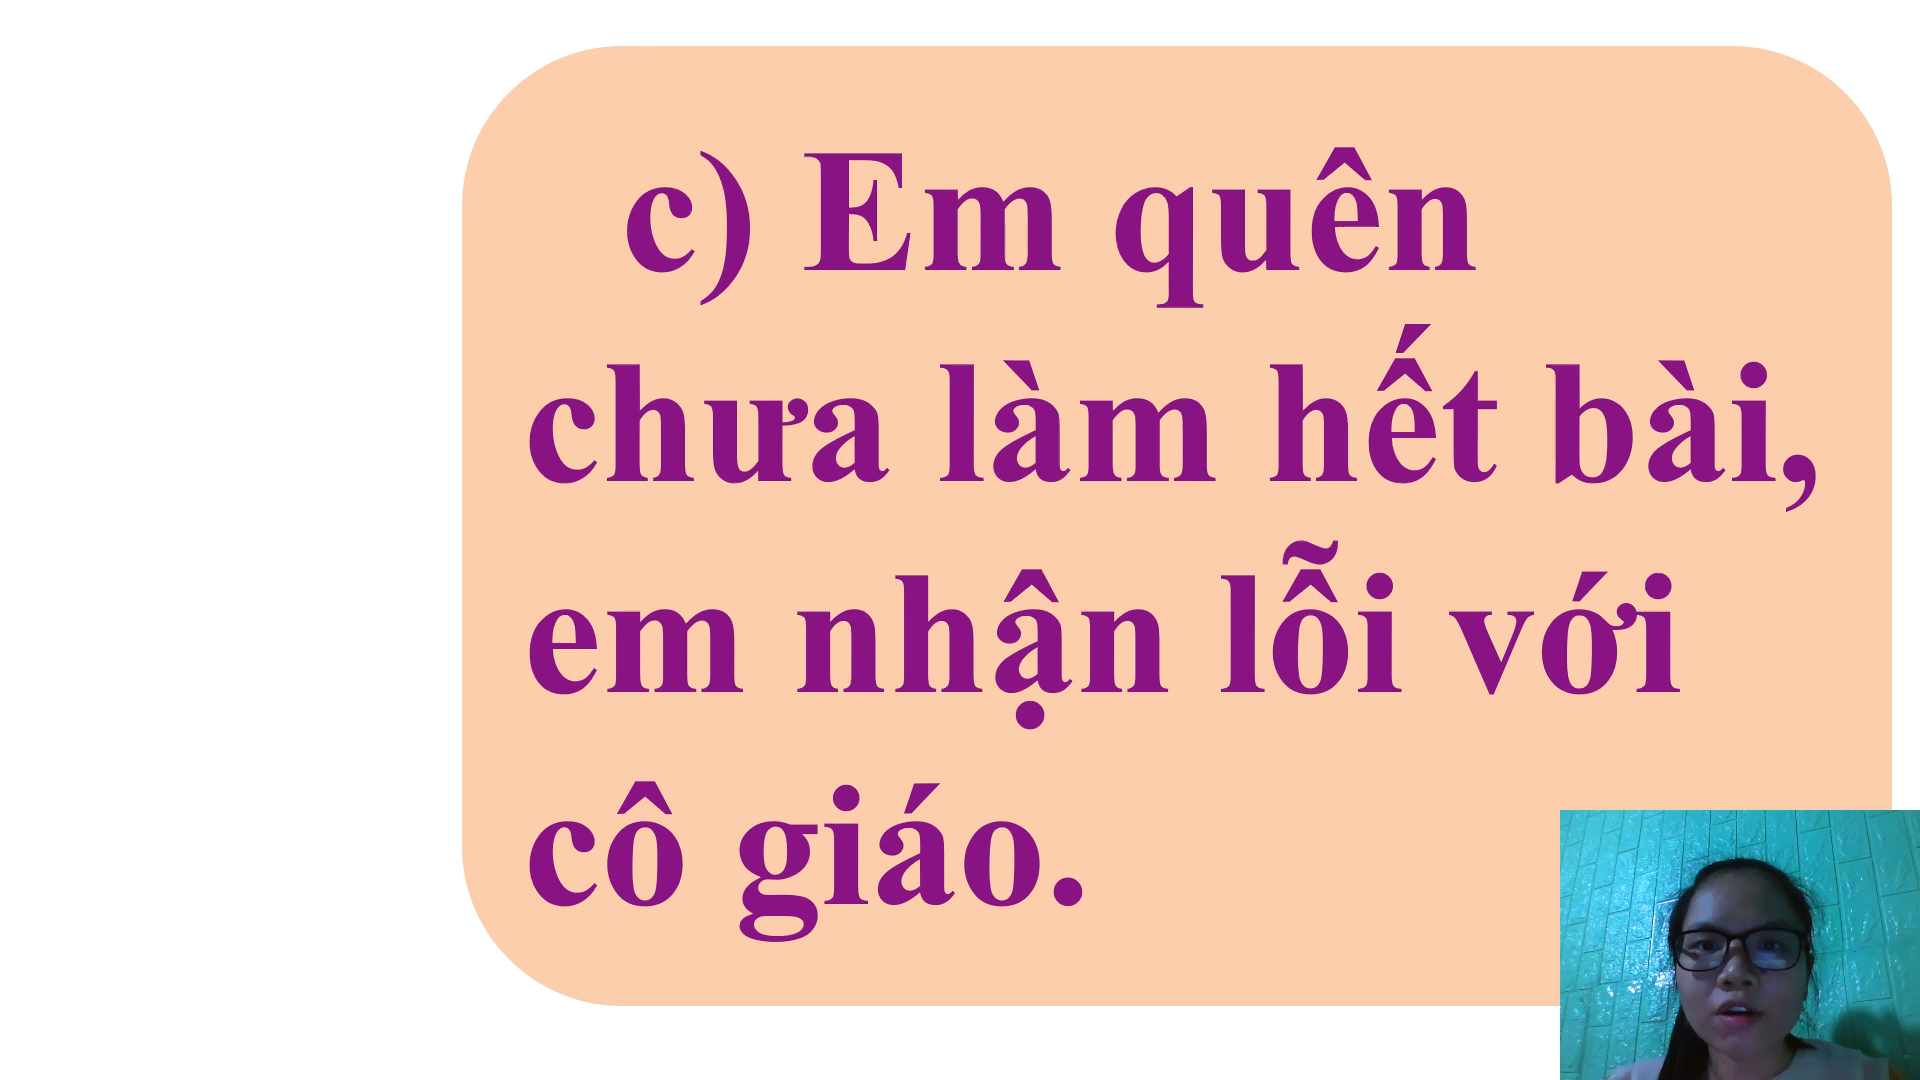 c) Em quên
chưa làm hết bài,
em nhận lỗi với
cô giáo.